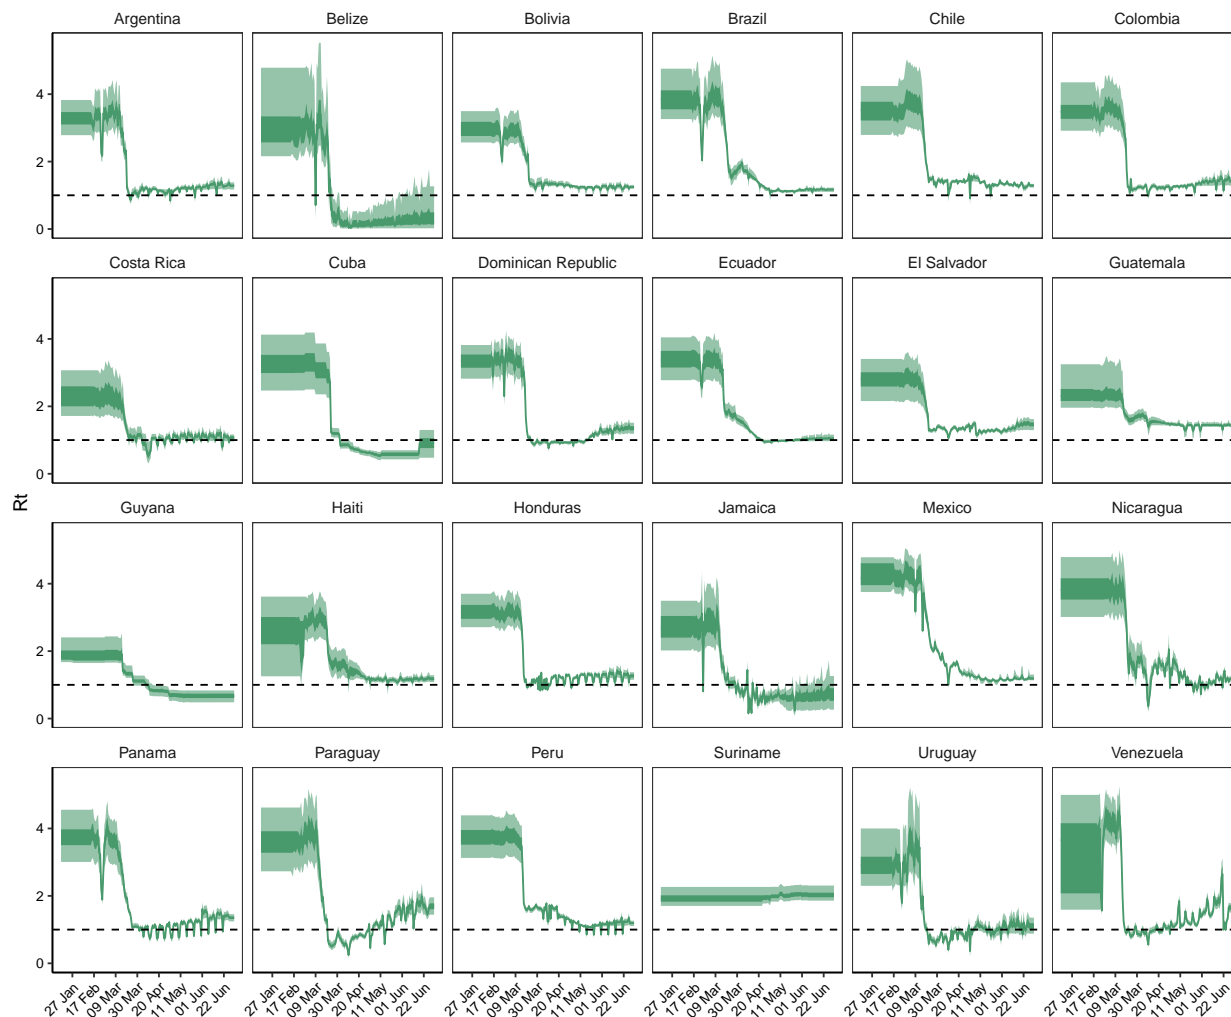 Argentina Belize Bolivia Brazil Chile Colombia
4
2
0
Costa Rica Cuba Dominican Republic Ecuador El Salvador Guatemala
4
2
0
Rt
Guyana Haiti Honduras Jamaica Mexico Nicaragua
4
2
0
Panama Paraguay Peru Suriname Uruguay Venezuela
4
2
0
27 Jan 17 Feb 09 Mar 30 Mar 20 Apr 11 May 01 Jun 22 Jun 27 Jan 17 Feb 09 Mar 30 Mar 20 Apr 11 May 01 Jun 22 Jun 27 Jan 17 Feb 09 Mar 30 Mar 20 Apr 11 May 01 Jun 22 Jun 27 Jan 17 Feb 09 Mar 30 Mar 20 Apr 11 May 01 Jun 22 Jun 27 Jan 17 Feb 09 Mar 30 Mar 20 Apr 11 May 01 Jun 22 Jun 27 Jan 17 Feb 09 Mar 30 Mar 20 Apr 11 May 01 Jun 22 Jun